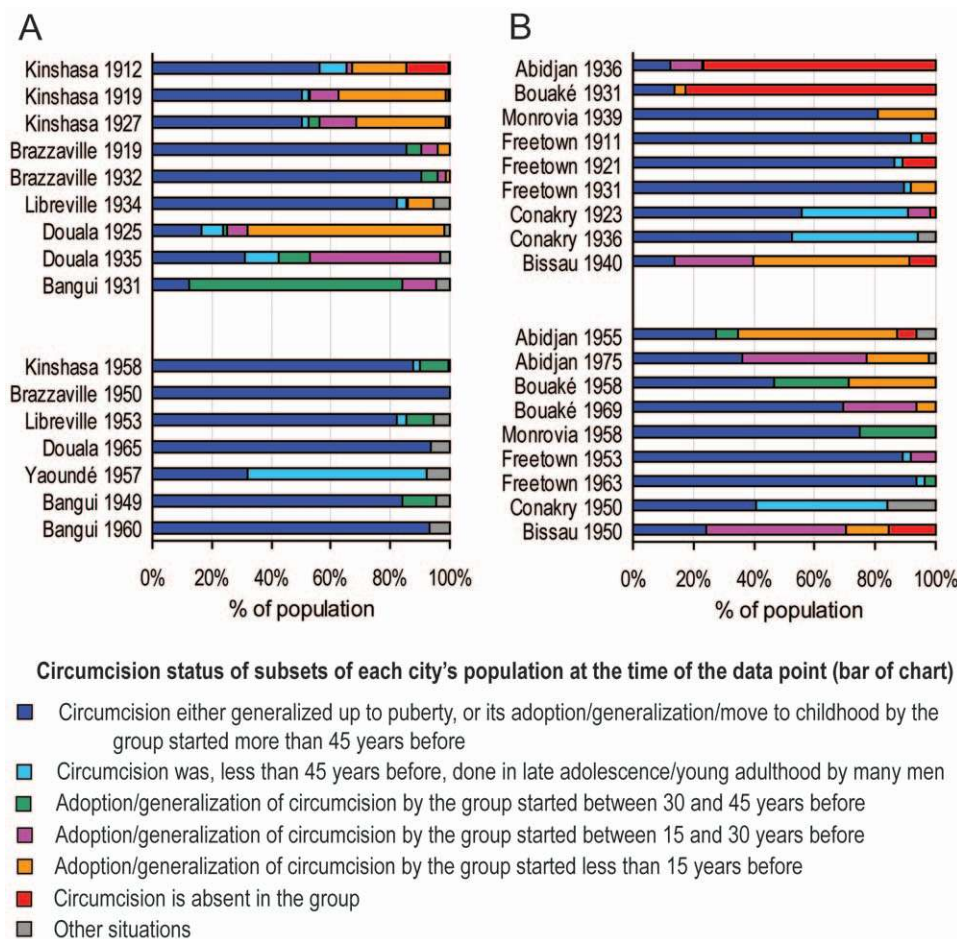 A
Kinshasa 1912
Kinshasa 1919
Kinshasa 1927
Brazzaville 1919
Brazzaville 1932
Libreville 1934
Douala 1925
Douala 1935
Bangui 1931
Kinshasa 1958
Brazzaville 1950
Libreville 1953
Douala 1965
Yaoundé 1957
Bangui 1949
Bangui 1960
0% 20% 40% 60% 80% 100%
% of population
B
Abidjan 1936
Bouaké 1931
Monrovia 1939
Freetown 1911
Freetown 1921
Freetown 1931
Conakry 1923
Conakry 1936
Bissau 1940
Abidjan 1955
Abidjan 1975
Bouaké 1958
Bouaké 1969
Monrovia 1958
Freetown 1953
Freetown 1963
Conakry 1950
Bissau 1950
0% 20% 40% 60% 80% 100%
% of population
Circumcision status of subsets of each city's population at the time of the data point (bar of chart)
Circumcision either generalized up to puberty, or its adoption/generalization/move to childhood by the
group started more than 45 years before
Circumcision was, less than 45 years before, done in late adolescence/young adulthood by many men
Adoption/generalization of circumcision by the group started between 30 and 45 years before
Adoption/generalization of circumcision by the group started between 15 and 30 years before
Adoption/generalization of circumcision by the group started less than 15 years before
Circumcision is absent in the group
Other situations